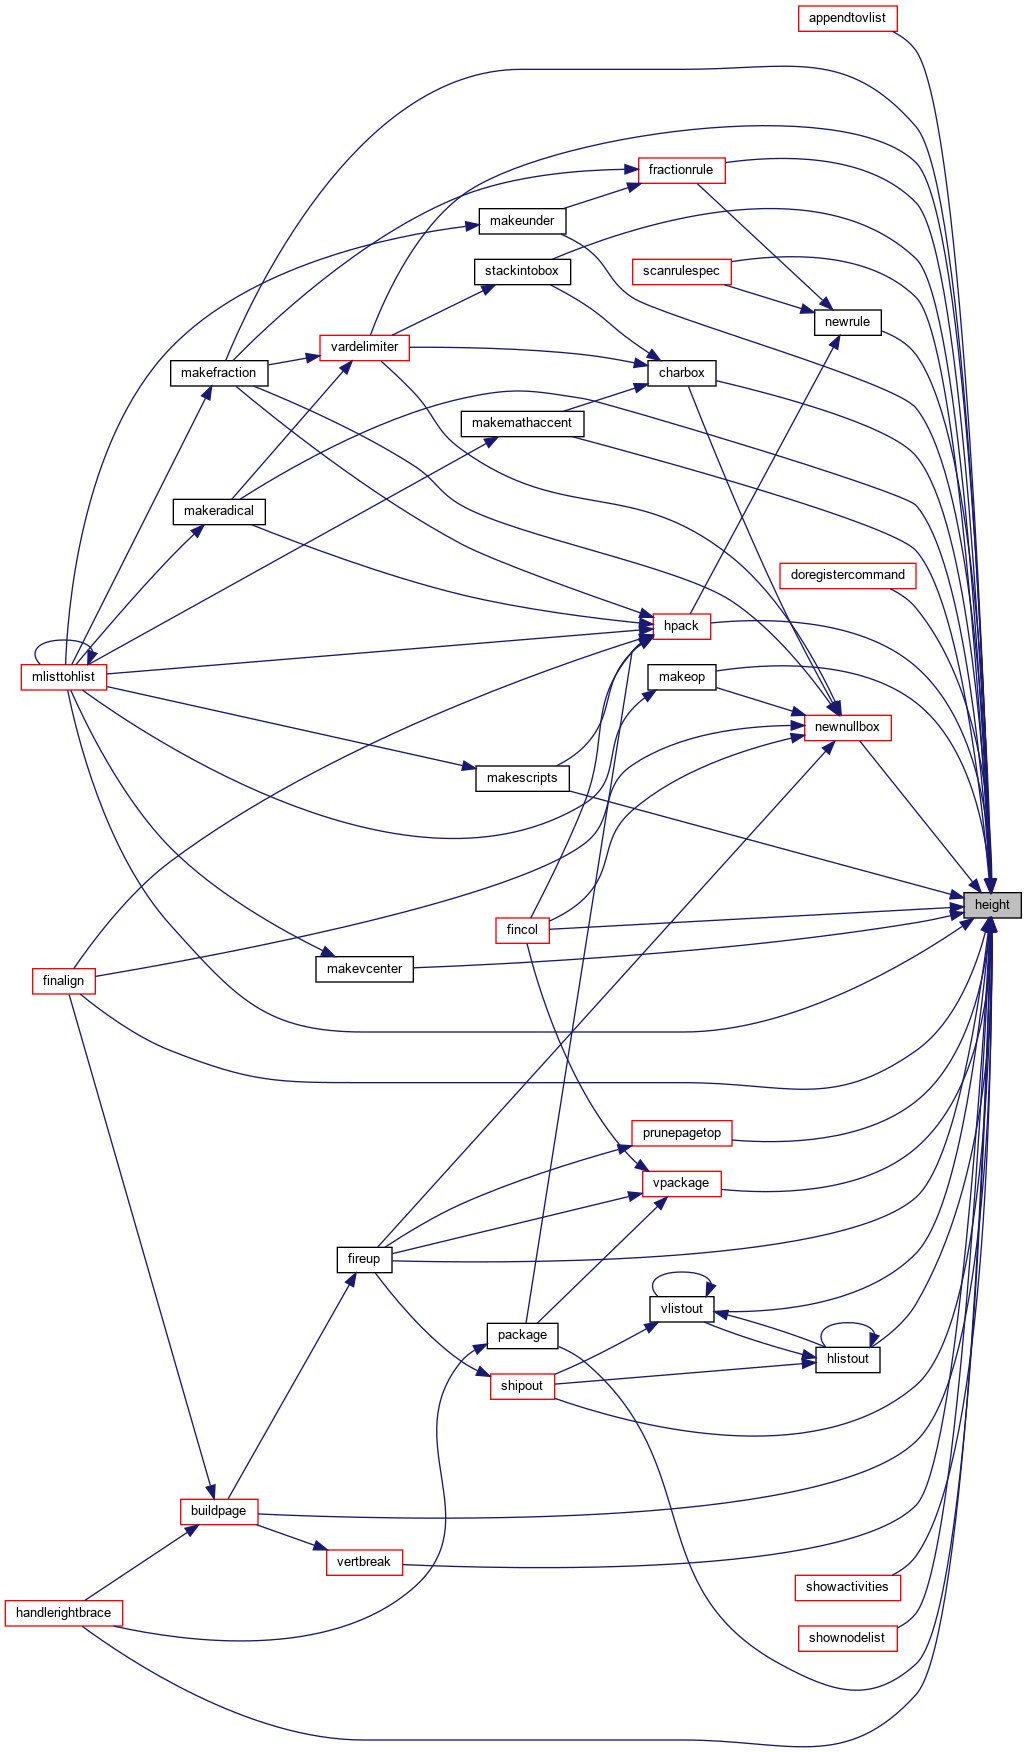 appendtovlist
fractionrule
makeunder
stackintobox
scanrulespec
newrule
vardelimiter
makefraction
charbox
makemathaccent
makeradical
doregistercommand
hpack
mlisttohlist
makeop
newnullbox
makescripts
height
fincol
makevcenter
finalign
prunepagetop
vpackage
fireup
vlistout
package
hlistout
shipout
buildpage
vertbreak
showactivities
handlerightbrace
shownodelist